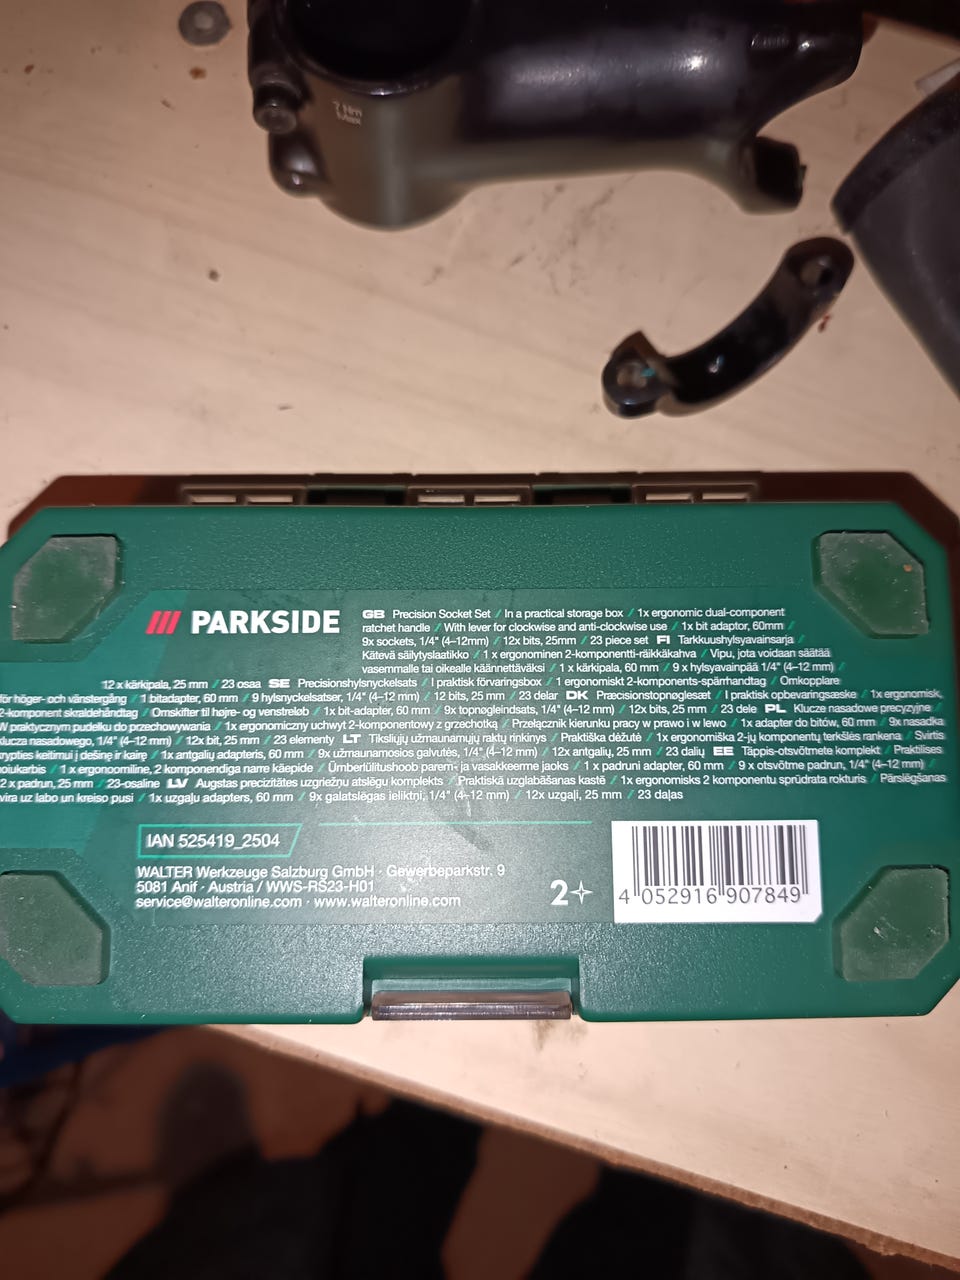 7 Nm
PARKSIDE
GB Precision Socket Set / In a practical storage box / 1x ergonomic dual-component
ratchet handle / With lever for clockwise and anti-clockwise use / 1x bit adaptor, 60mm /
9x sockets, 1/4" (4–12mm) / 12x bits, 25mm / 23 piece set FI Tarkkuushylsyavainsarja /
Kätevä säilytyslaatikko / 1 x ergonominen 2-komponentti-räikkäkahva / Vipu, jota voidaan säätää
vasemmalle tai oikealle käännettäväksi / 1 x kärkipala, 60 mm / 9 x hylsyavainpää 1/4" (4–12 mm) /
12 x kärkipala, 25 mm / 23 osaa SE Precisionshylsnyckelsats / I praktisk förvaringsbox / 1 ergonomiskt 2-komponents-spärrhandtag / Omkopplare
för höger- och vänstergång / 1 bitadapter, 60 mm / 9 hylsnyckelsatser, 1/4" (4–12 mm) / 12 bits, 25 mm / 23 delar DK Præcisionstopnøglesæt / I praktisk opbevaringsæske / 1x ergonomisk,
2-komponent skraldehåndtag / Omskifter til højre- og venstreløb / 1x bit-adapter, 60 mm / 9x topnøgleindsats, 1/4" (4–12 mm) / 12x bits, 25 mm / 23 dele PL Klucze nasadowe precyzyjne
W praktycznym pudełku do przechowywania / 1x ergonomiczny uchwyt 2-komponentowy z grzechotką / Przełącznik kierunku pracy w prawo i w lewo / 1x adapter do bitów, 60 mm / 9x nasadka
klucza nasadowego, 1/4" (4–12 mm) / 12x bit, 25 mm / 23 elementy LT Tiksliųjų užmaunamųjų raktų rinkinys / Praktiška dėžutė / 1x ergonomiška 2-jų komponentų terkšlės rankena / Svirtis
krypties keitimui į dešinę ir kairę / 1x antgalių adapteris, 60 mm / 9x užmaunamosios galvutės, 1/4" (4–12 mm) / 12x antgalių, 25 mm / 23 dalių EE Täppis-otsvõtmete komplekt / Praktilises
hoiukarbis / 1 x ergonoomiline, 2 komponendiga narre käepide / Ümberlülitushoob parem- ja vasakkeerme jaoks / 1 x padruni adapter, 60 mm / 9 x otsvõtme padrun, 1/4" (4–12 mm) /
12 x padrun, 25 mm / 23-osaline LV Augstas precizitātes uzgriežņu atslēgu komplekts / Praktiskā uzglabāšanas kastē / 1x ergonomisks 2 komponentu sprūdrata rokturis / Pārslēgšanas
svira uz labo un kreiso pusi / 1x uzgaļu adapters, 60 mm / 9x galatslēgas ieliktņi, 1/4" (4–12 mm) / 12x uzgaļi, 25 mm / 23 daļas
IAN 525419_2504
WALTER Werkzeuge Salzburg GmbH · Gewerbeparkstr. 9
5081 Anif · Austria / WWS-RS23-H01
service@walteronline.com · www.walteronline.com
2
4 052916 907849